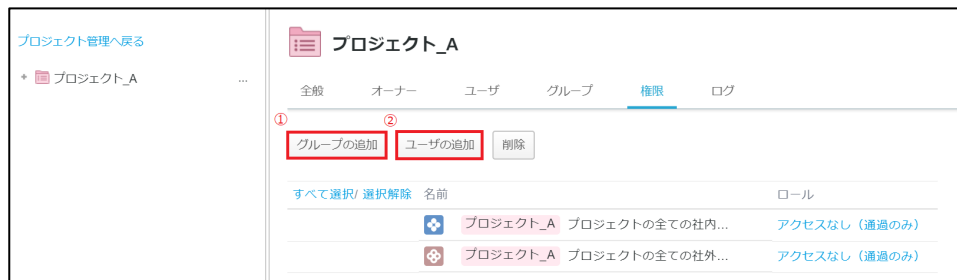 プロジェクト管理へ戻る
プロジェクト_A ...
プロジェクト_A
全般 オーナー ユーザ グループ 権限 ログ
① ②
グループの追加 ユーザの追加 削除
すべて選択/ 選択解除 名前 ロール
プロジェクト_A プロジェクトの全ての社内... アクセスなし（通過のみ）
プロジェクト_A プロジェクトの全ての社外... アクセスなし（通過のみ）